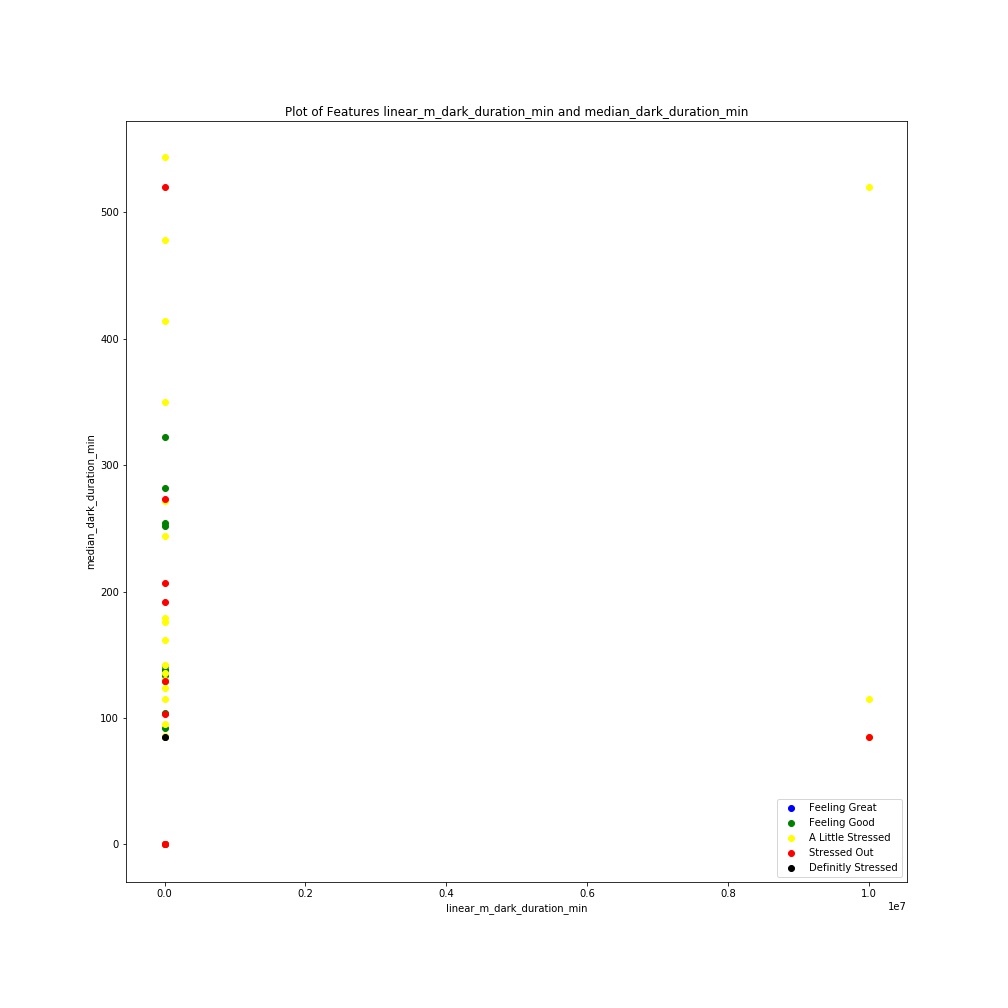 Plot of Features linear_m_dark_duration_min and median_dark_duration_min
median_dark_duration_min
500
400
300
200
100
0
0.0 0.2 0.4 0.6 0.8 1.0
1e7
linear_m_dark_duration_min
Feeling Great
Feeling Good
A Little Stressed
Stressed Out
Definitly Stressed